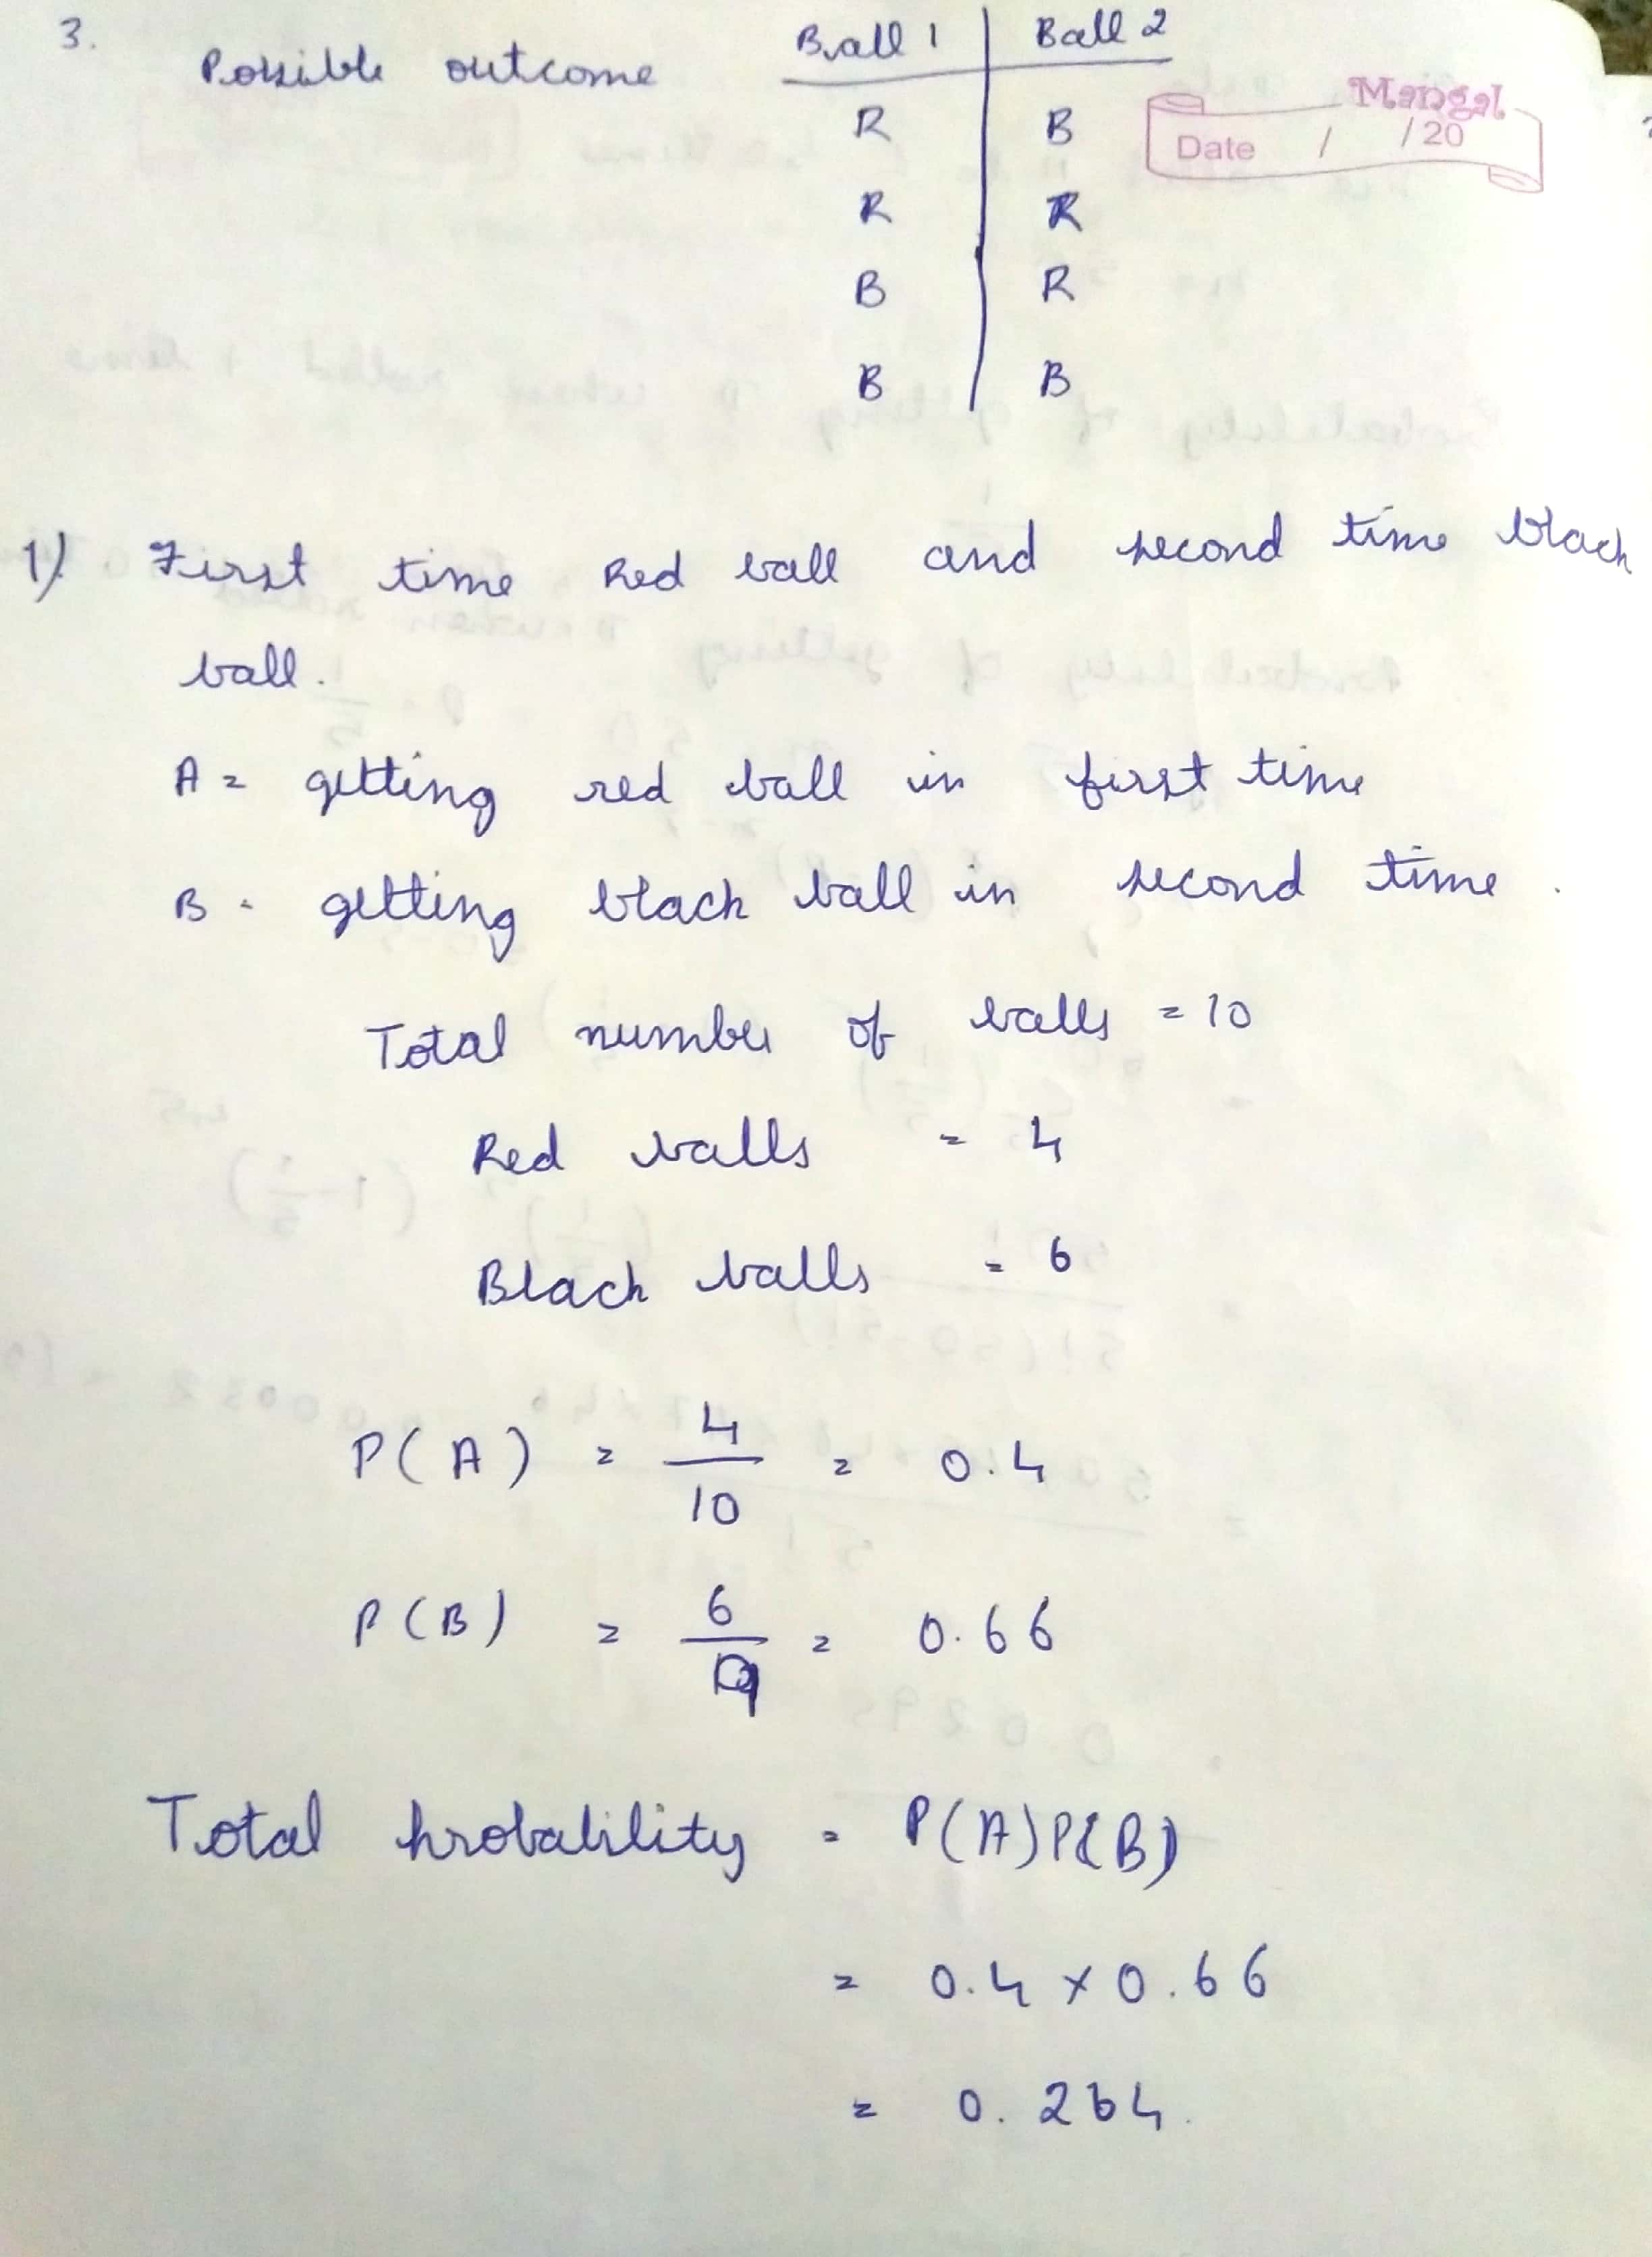 3.
Possible outcome
Ball 1 Ball 2
R B
R R
B R
B B
Mangal
Date / /20
1) First time Red ball and second time black
ball.
A = getting red ball in first time
B = getting black ball in second time.
Total number of balls = 10
Red balls = 4
Black balls = 6
P(A) = 4/10 = 0.4
P(B) = 6/9 = 0.66
Total probability = P(A)P(B)
= 0.4 x 0.66
= 0.264.